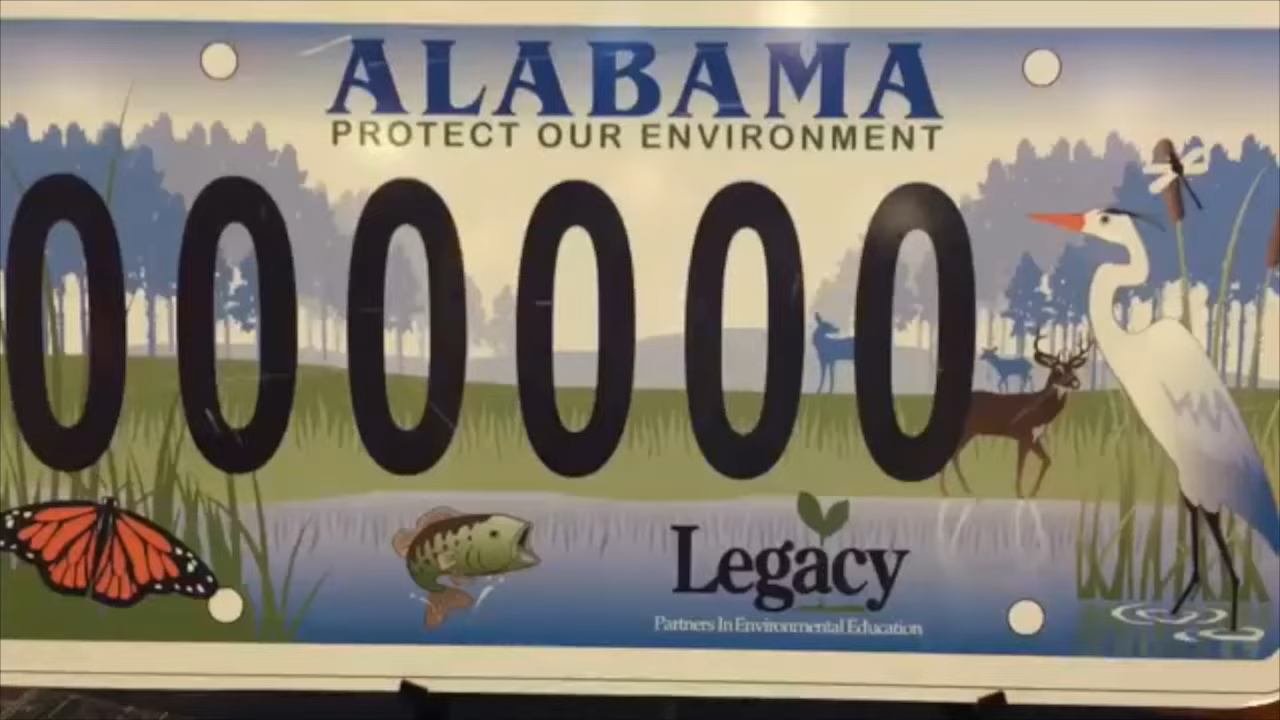 ALABAMA
PROTECT OUR ENVIRONMENT
000000
Legacy
Partners In Environmental Education